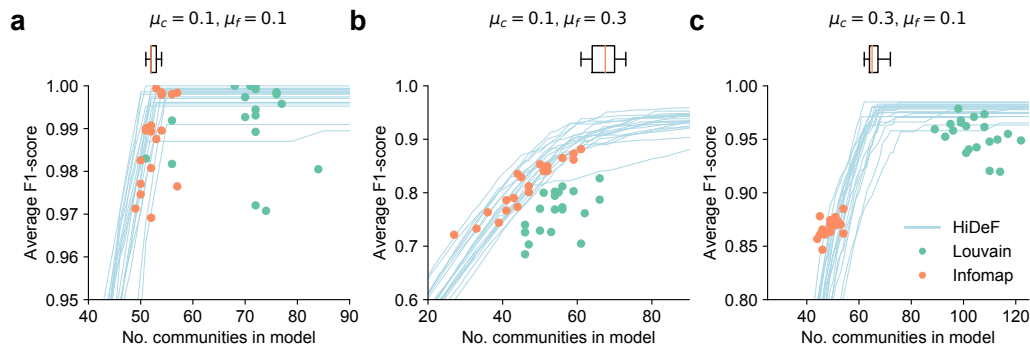 a
μc = 0.1, μf = 0.1
1.00
0.99
0.98
0.97
0.96
0.95
Average F1-score
40 50 60 70 80 90
No. communities in model
b
μc = 0.1, μf = 0.3
1.0
0.9
0.8
0.7
0.6
Average F1-score
20 40 60 80
No. communities in model
c
μc = 0.3, μf = 0.1
1.00
0.95
0.90
0.85
0.80
Average F1-score
40 60 80 100 120
No. communities in model
HiDeF
Louvain
Infomap